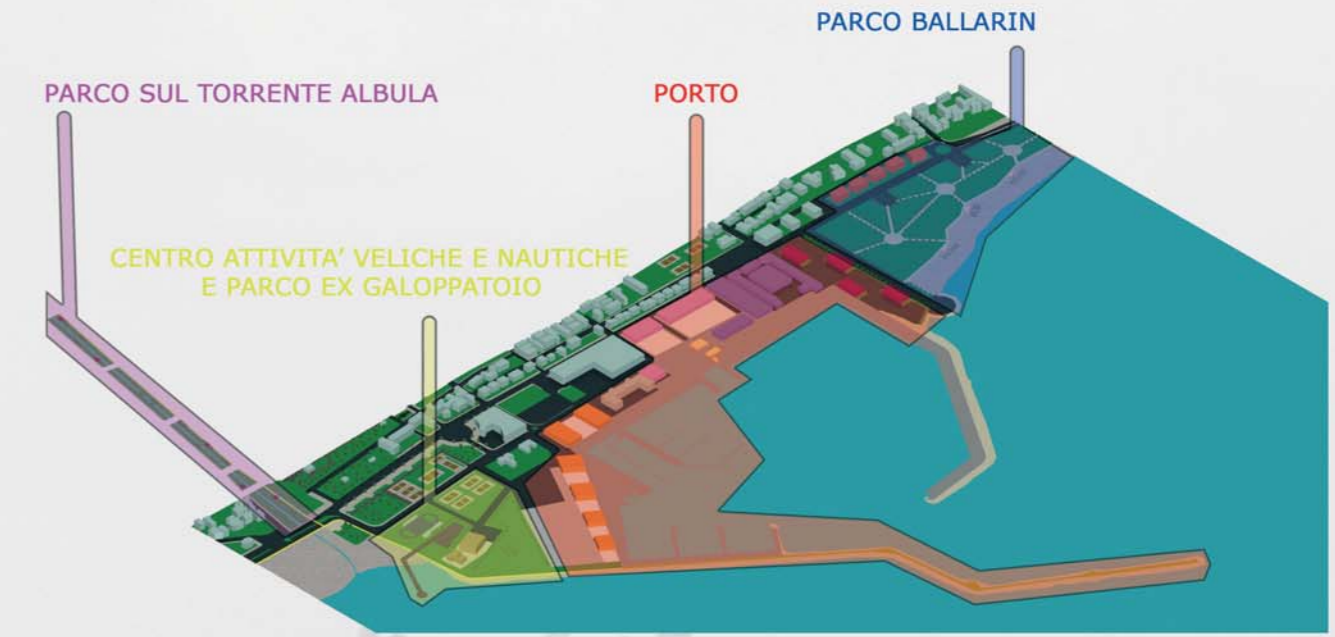 PARCO BALLARIN
PARCO SUL TORRENTE ALBULA
PORTO
CENTRO ATTIVITA' VELICHE E NAUTICHE
E PARCO EX GALOPPATOIO